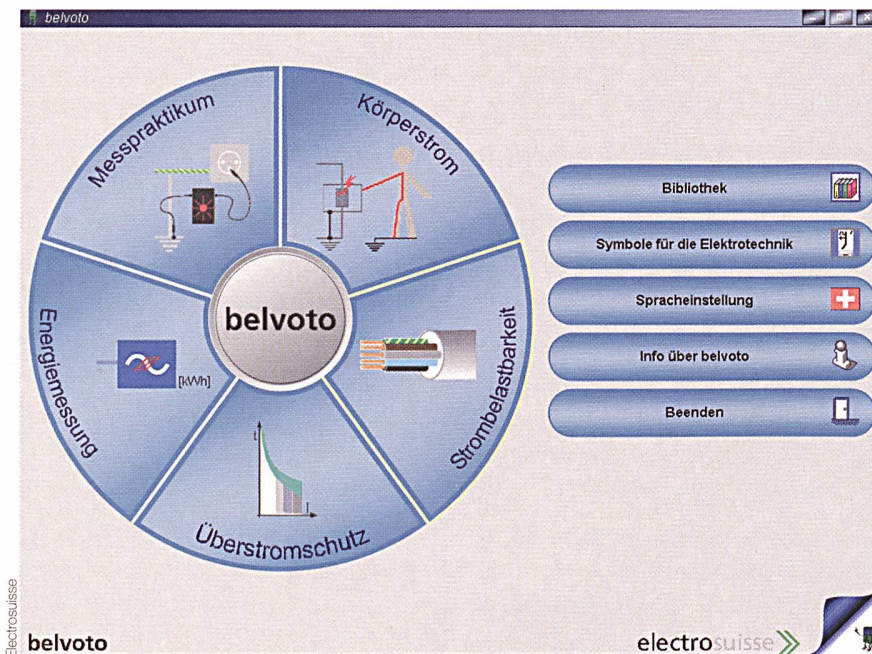 belvoto
Messpraktikum
Körperstrom
Energiemessung
[kWh]
belvoto
Strombelastbarkeit
t
I
Überstromschutz
Bibliothek
Symbole für die Elektrotechnik
Spracheinstellung
Info über belvoto
Beenden
Electrosuisse
belvoto
electrosuisse